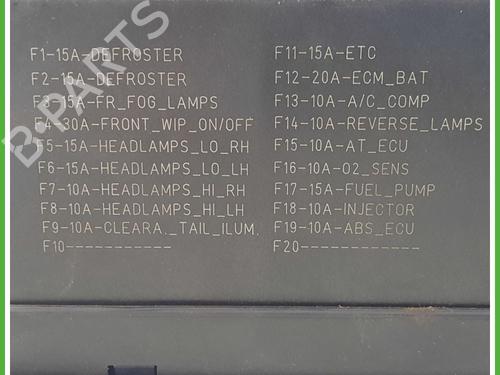 F1-15A-DEFROSTER
F2-15A-DEFROSTER
F3-15A-FR_FOG_LAMPS
F4-30A-FRONT_WIP_ON/OFF
F5-15A-HEADLAMPS_LO_RH
F6-15A-HEADLAMPS_LO_LH
F7-10A-HEADLAMPS_HI_RH
F8-10A-HEADLAMPS_HI_LH
F9-10A-CLEARA._TAIL_ILUM.
F10-----------
F11-15A-ETC
F12-20A-ECM_BAT
F13-10A-A/C_COMP
F14-10A-REVERSE_LAMPS
F15-10A-AT_ECU
F16-10A-O2_SENS
F17-15A-FUEL_PUMP
F18-10A-INJECTOR
F19-10A-ABS_ECU
F20------------